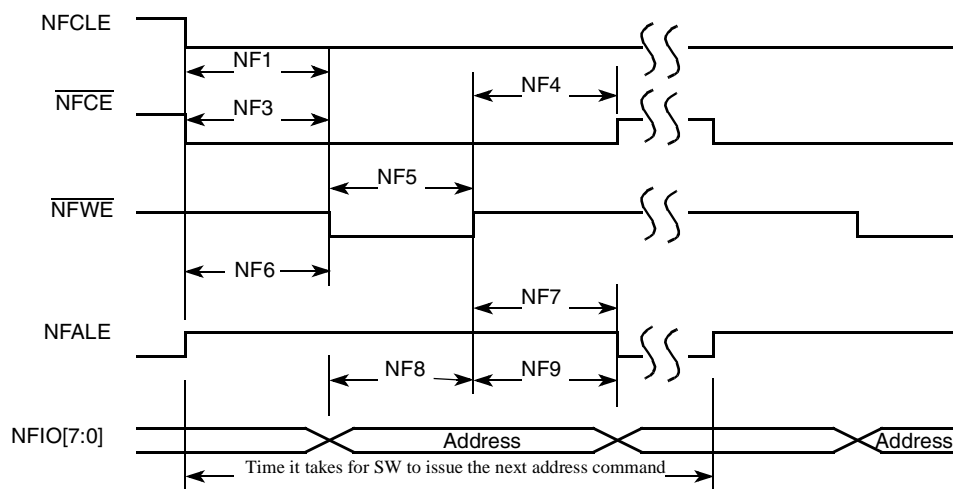 NFCLE
NF1
NF3
NF4
NFCE
NF5
NFWE
NF6
NF7
NFALE
NF8
NF9
NFIO[7:0]
Address
Address
Time it takes for SW to issue the next address command